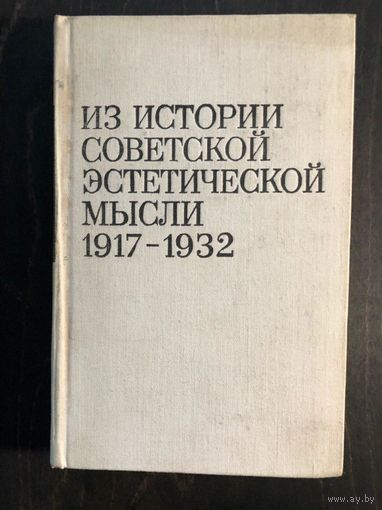 ИЗ ИСТОРИИ
СОВЕТСКОЙ
ЭСТЕТИЧЕСКОЙ
МЫСЛИ
1917-1932
www.ay.by